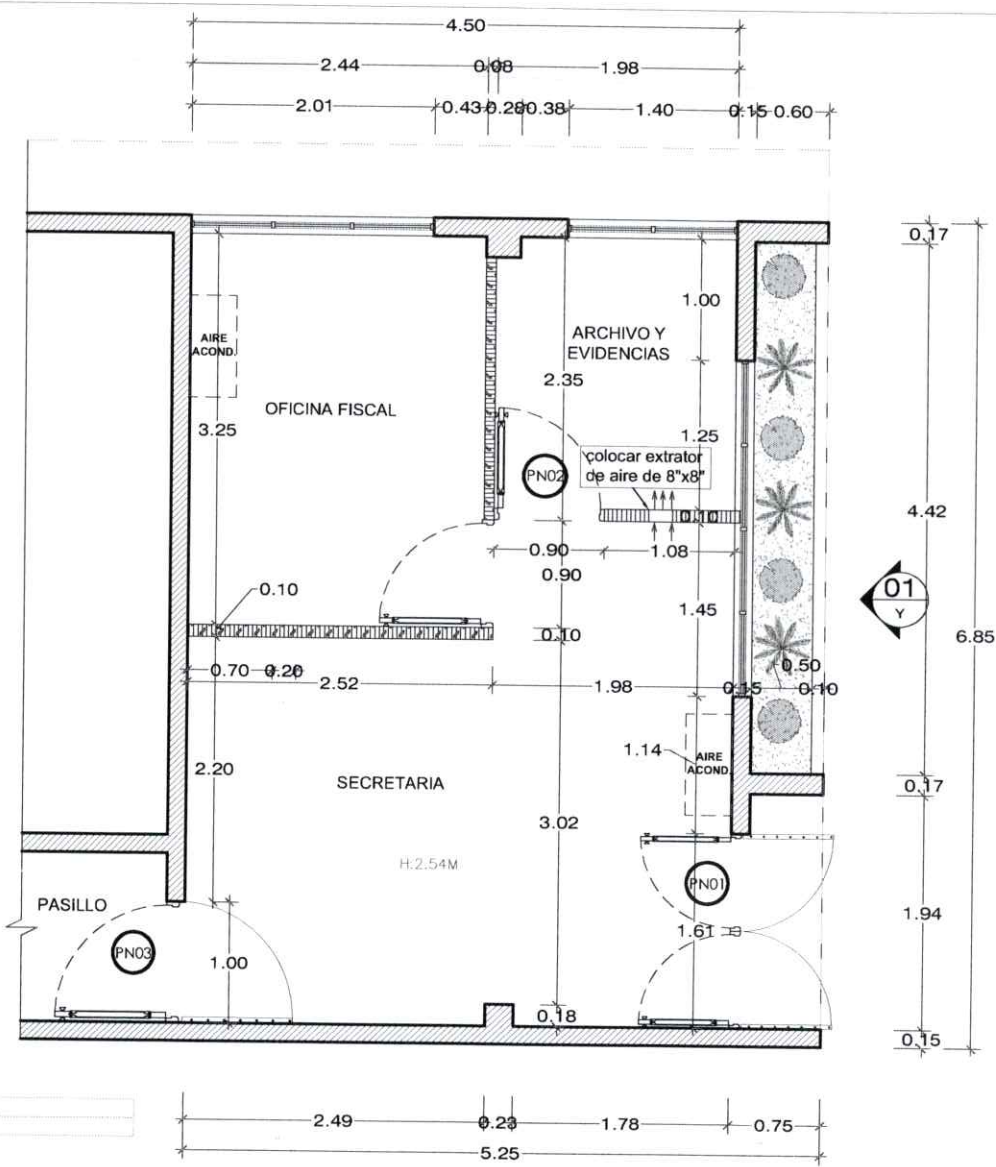 4.50
2.44 0.08 1.98
2.01 0.43 0.28 0.38 1.40 0.15 0.60
0.17
1.00
AIRE
ACOND.
ARCHIVO Y
EVIDENCIAS
2.35
OFICINA FISCAL
3.25
1.25
colocar extrator
de aire de 8"x8"
PN02
0.10
4.42
0.90 1.08
0.90
0.10
1.45
01
Y
6.85
0.10
0.70 0.20
2.52 1.98 0.15 0.50 0.10
2.20
SECRETARIA
1.14
AIRE
ACOND.
0.17
3.02
H:2.54M
PN01
PASILLO
1.94
PN03
1.00
1.61
0.18
0.15
2.49 0.23 1.78 0.75
5.25